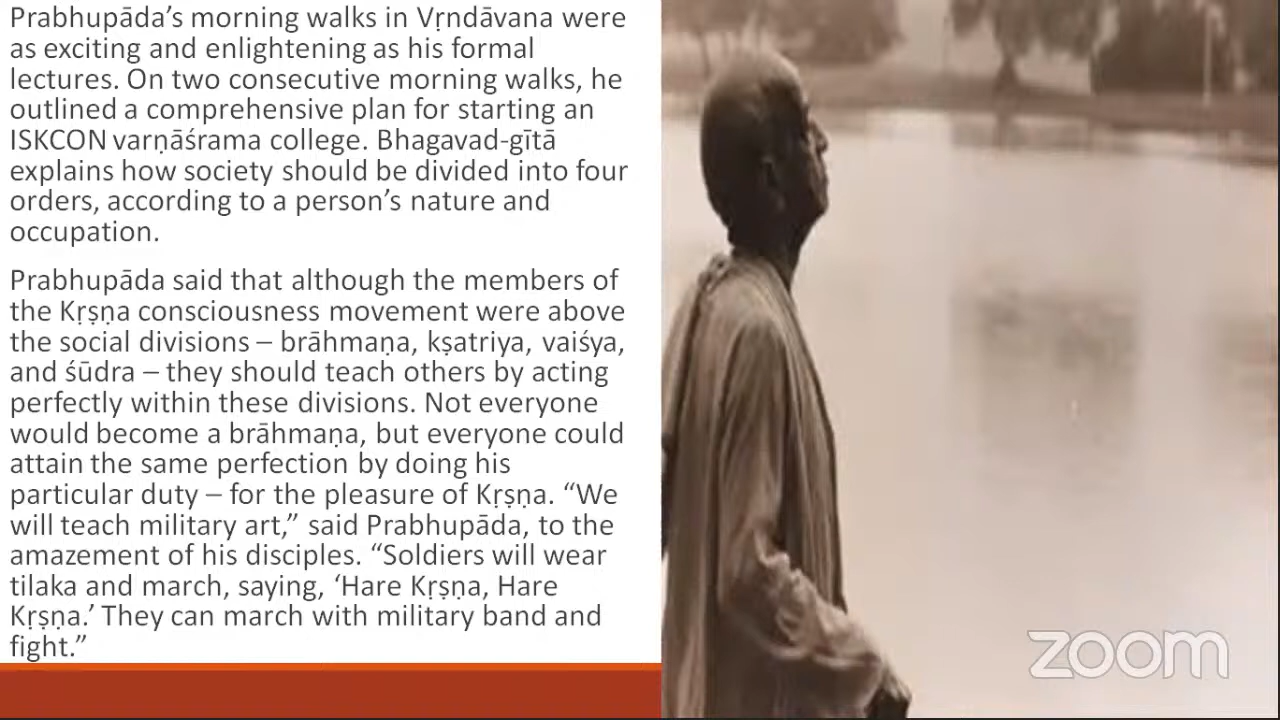 Prabhupāda’s morning walks in Vṛndāvana were
as exciting and enlightening as his formal
lectures. On two consecutive morning walks, he
outlined a comprehensive plan for starting an
ISKCON varṇāśrama college. Bhagavad-gītā
explains how society should be divided into four
orders, according to a person’s nature and
occupation.
Prabhupāda said that although the members of
the Kṛṣṇa consciousness movement were above
the social divisions – brāhmaṇa, kṣatriya, vaiśya,
and śūdra – they should teach others by acting
perfectly within these divisions. Not everyone
would become a brāhmaṇa, but everyone could
attain the same perfection by doing his
particular duty – for the pleasure of Kṛṣṇa. “We
will teach military art,” said Prabhupāda, to the
amazement of his disciples. “Soldiers will wear
tilaka and march, saying, ‘Hare Kṛṣṇa, Hare
Kṛṣṇa.’ They can march with military band and
fight.”
zoom